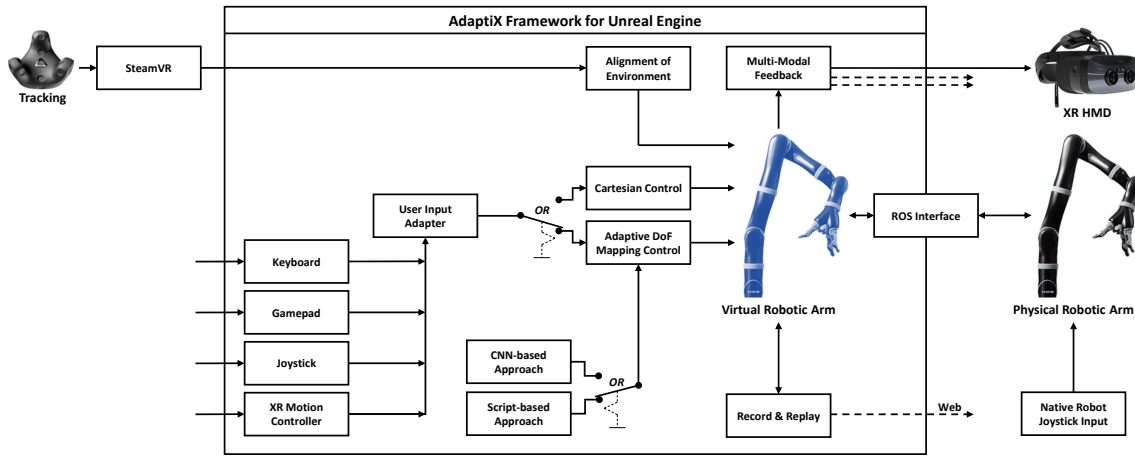 AdaptiX Framework for Unreal Engine
Tracking
SteamVR
Alignment of
Environment
Multi-Modal
Feedback
XR HMD
Cartesian Control
OR
User Input
Adapter
Adaptive DoF
Mapping Control
ROS Interface
Keyboard
Gamepad
Joystick
XR Motion
Controller
Virtual Robotic Arm
Physical Robotic Arm
CNN-based
Approach
OR
Script-based
Approach
Record & Replay
Web
Native Robot
Joystick Input